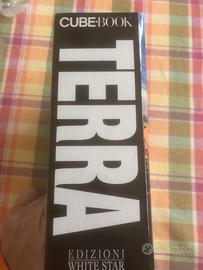 CUBE BOOK
TERRA
EDIZIONI
WHITE STAR